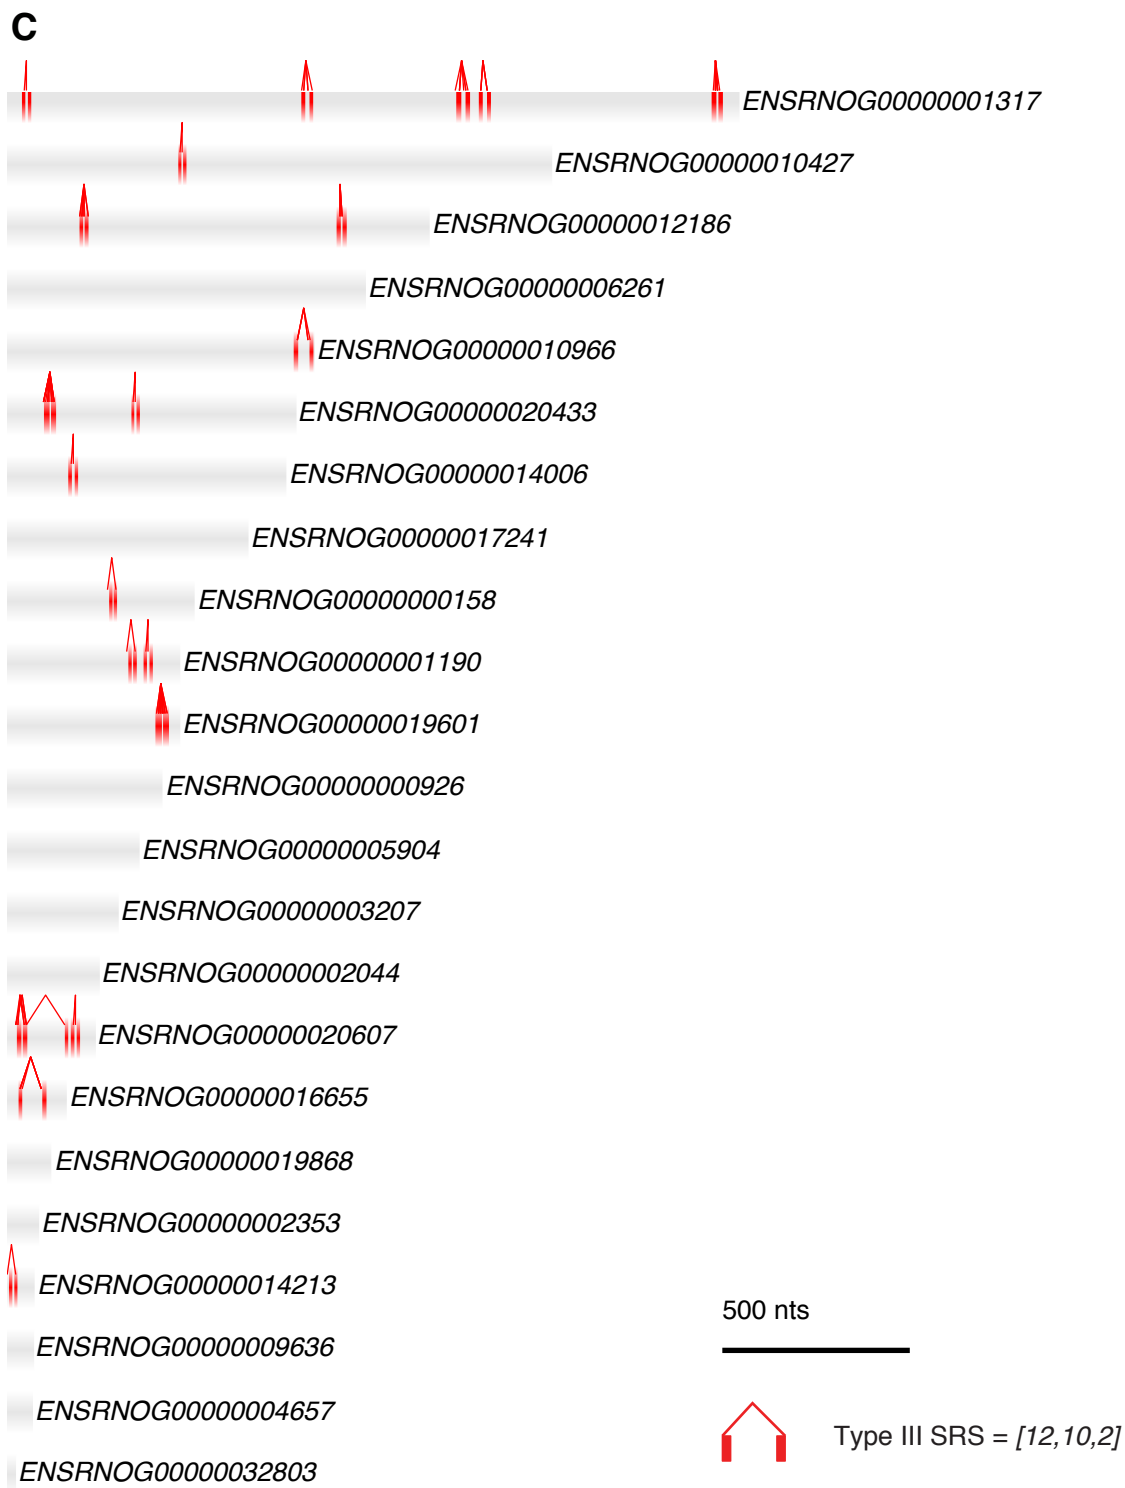 C
ENSRNOG00000001317
ENSRNOG00000010427
ENSRNOG00000012186
ENSRNOG00000006261
ENSRNOG00000010966
ENSRNOG00000020433
ENSRNOG00000014006
ENSRNOG00000017241
ENSRNOG00000000158
ENSRNOG00000001190
ENSRNOG00000019601
ENSRNOG00000000926
ENSRNOG00000005904
ENSRNOG00000003207
ENSRNOG00000002044
ENSRNOG00000020607
ENSRNOG00000016655
ENSRNOG00000019868
ENSRNOG00000002353
ENSRNOG00000014213
ENSRNOG00000009636
ENSRNOG00000004657
ENSRNOG00000032803
500 nts
Type III SRS = [12,10,2]